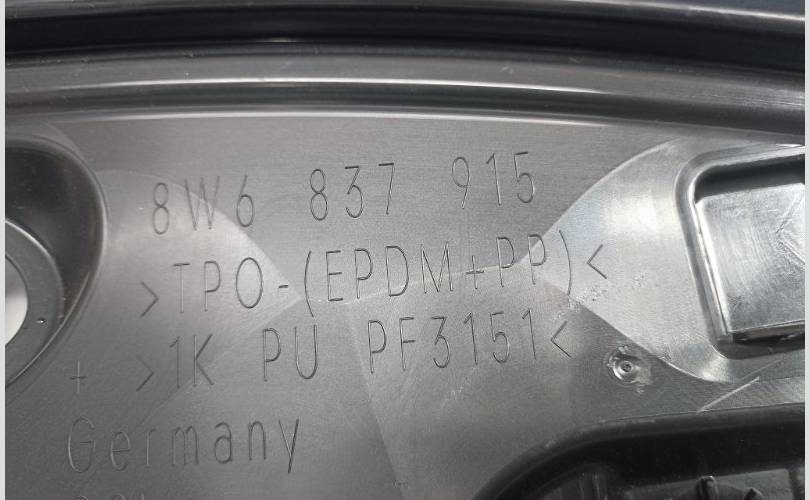 8W6 837 915
>TPO-(EPDM+PP)<
+ >1K PU PF3151<
Germany